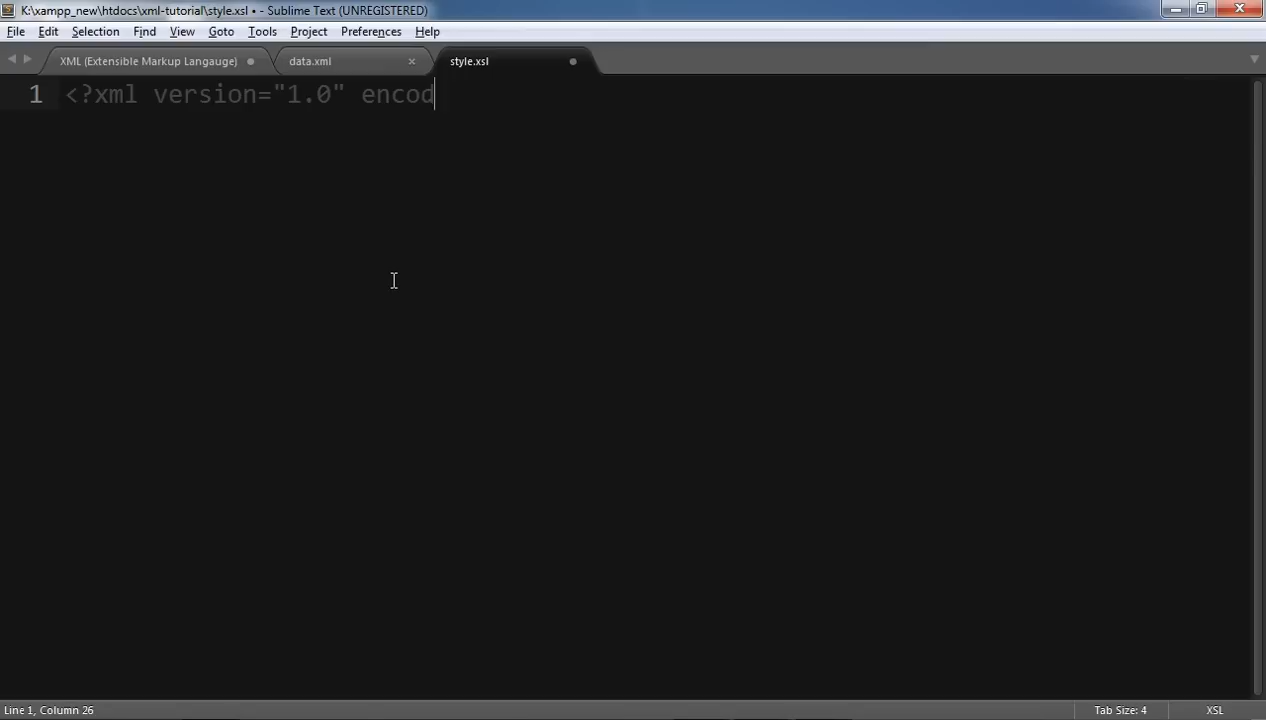 K:\xampp_new\htdocs\xml-tutorial\style.xsl • - Sublime Text (UNREGISTERED)
File Edit Selection Find View Goto Tools Project Preferences Help
XML (Extensible Markup Langauge) data.xml style.xsl
1 <?xml version="1.0" encod
Line 1, Column 26 Tab Size: 4 XSL